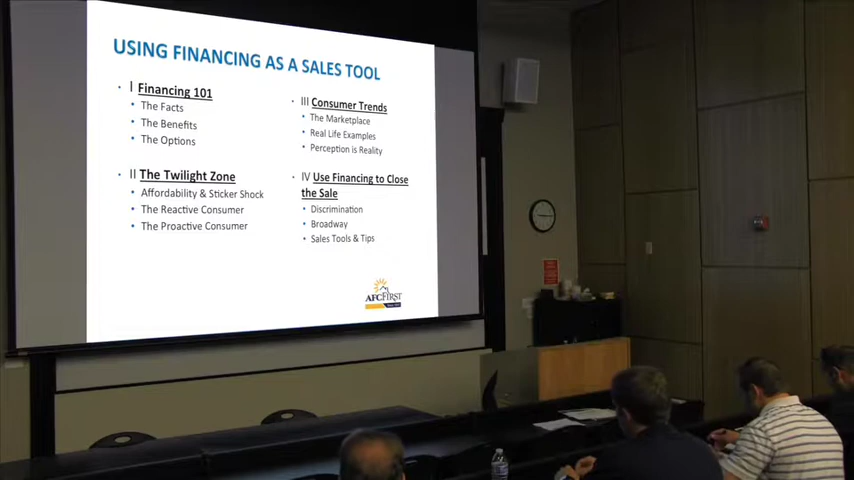 USING FINANCING AS A SALES TOOL
I Financing 101
The Facts
The Benefits
The Options
II The Twilight Zone
Affordability & Sticker Shock
The Reactive Consumer
The Proactive Consumer
III Consumer Trends
The Marketplace
Real Life Examples
Perception is Reality
IV Use Financing to Close
the Sale
Discrimination
Broadway
Sales Tools & Tips
AFC FIRST